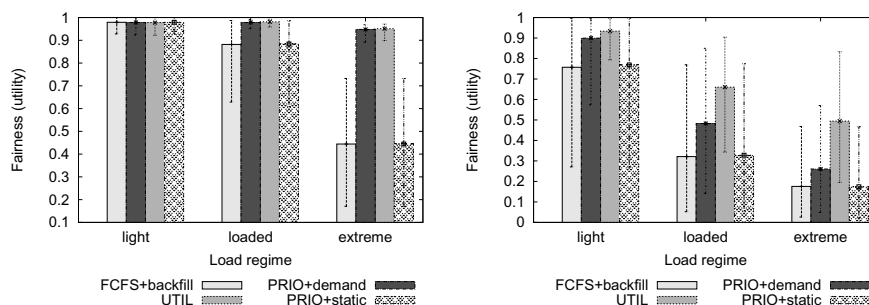 Fairness (utility)
1
0.9
0.8
0.7
0.6
0.5
0.4
0.3
0.2
0.1
light loaded extreme
Load regime
FCFS+backfill PRIO+demand
UTIL PRIO+static
Fairness (utility)
1
0.9
0.8
0.7
0.6
0.5
0.4
0.3
0.2
0.1
0
light loaded extreme
Load regime
FCFS+backfill PRIO+demand
UTIL PRIO+static